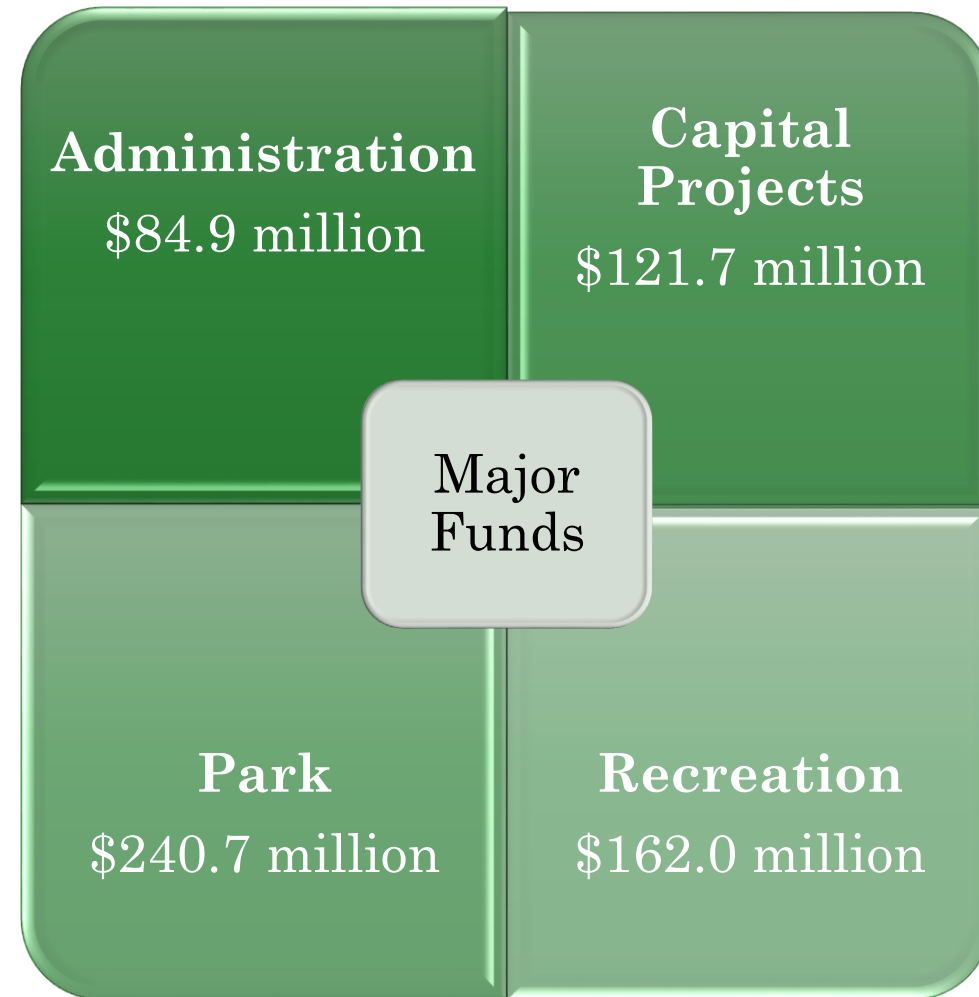 Administration
$84.9 million
Capital
Projects
$121.7 million
Major
Funds
Park
$240.7 million
Recreation
$162.0 million